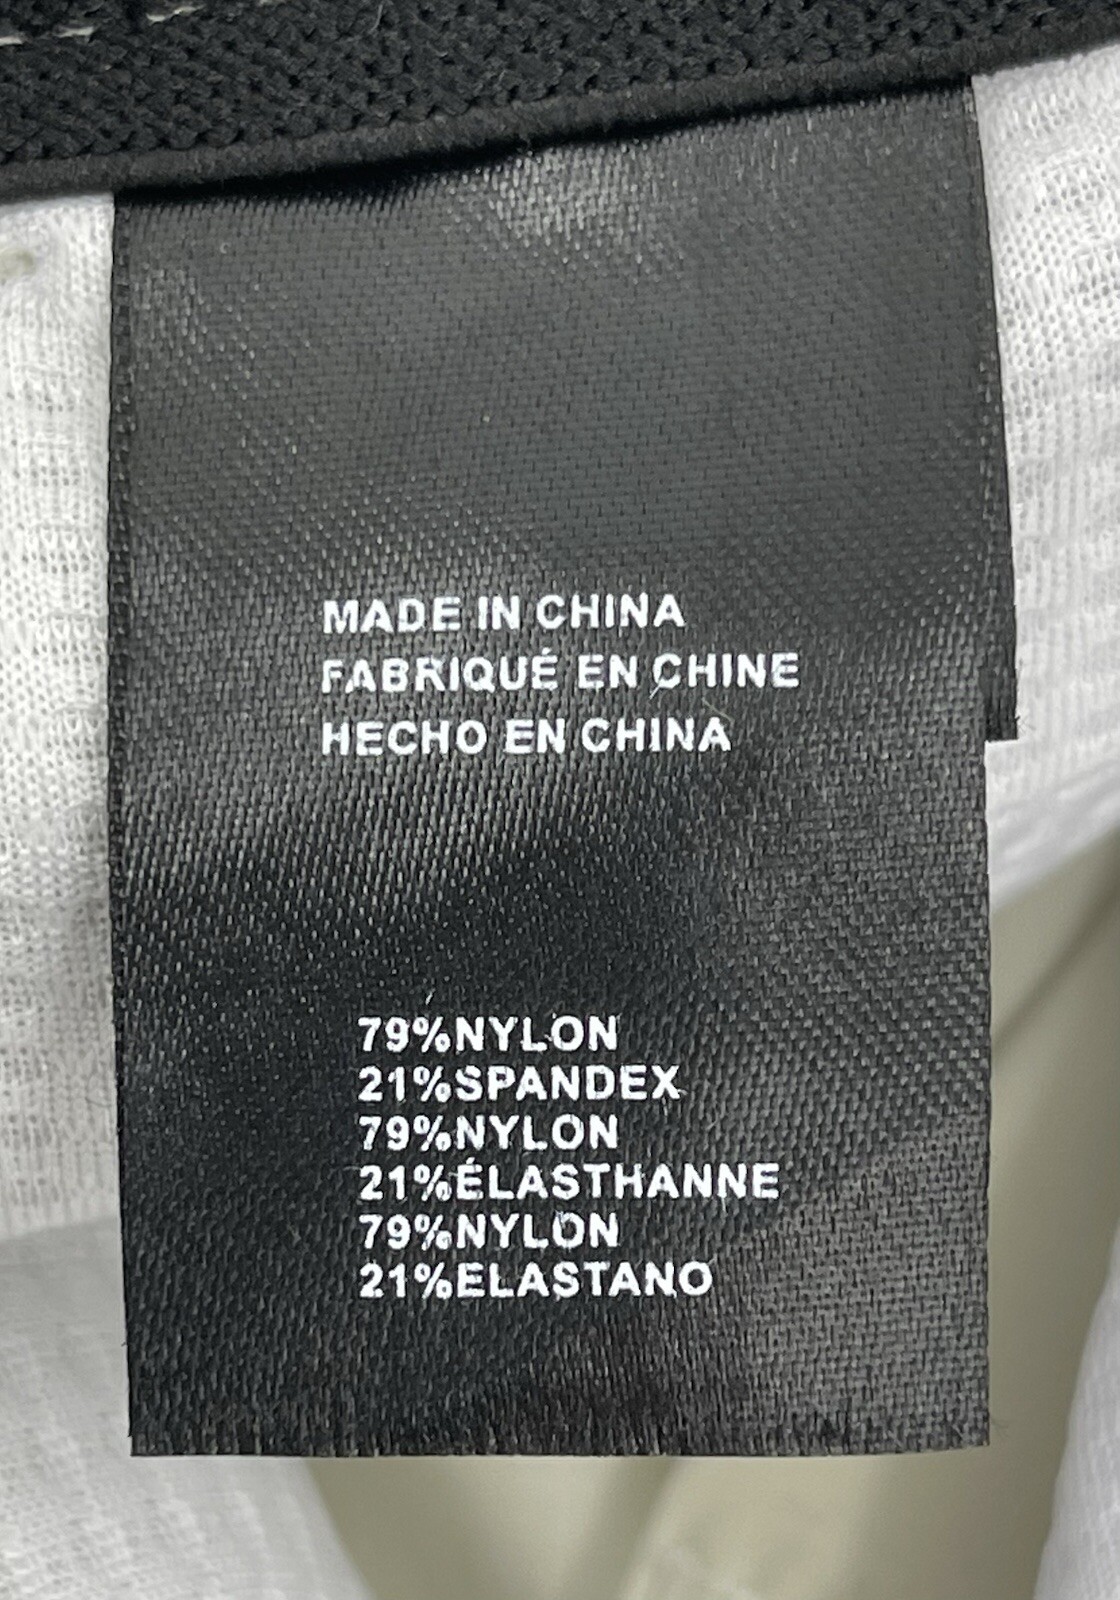 MADE IN CHINA
FABRIQUÉ EN CHINE
HECHO EN CHINA
79%NYLON
21%SPANDEX
79%NYLON
21%ÉLASTHANNE
79%NYLON
21%ELASTANO